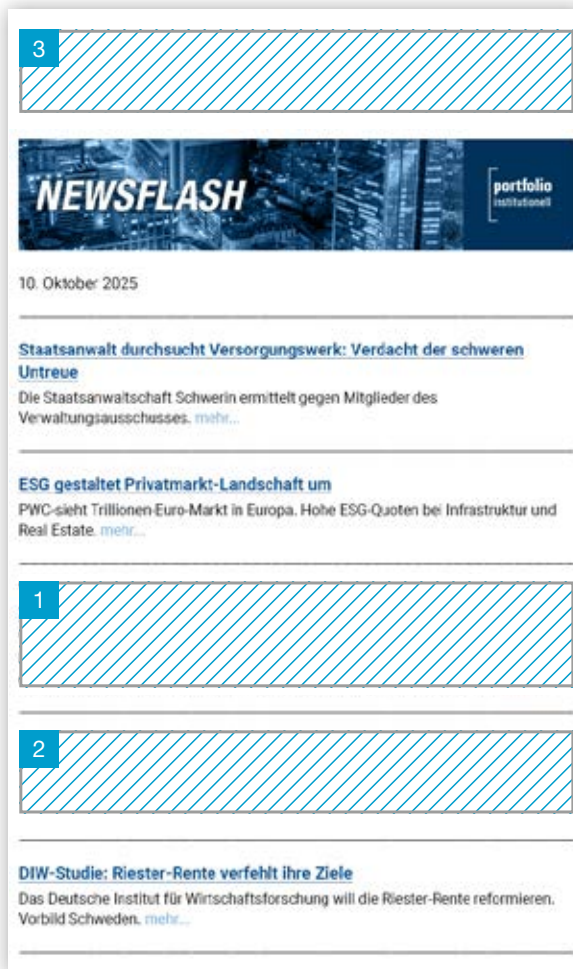 3
NEWSFLASH
portfolio
institutionell
10. Oktober 2025
Staatsanwalt durchsucht Versorgungswerk: Verdacht der schweren
Untreue
Die Staatsanwaltschaft Schwerin ermittelt gegen Mitglieder des
Verwaltungsausschusses. mehr...
ESG gestaltet Privatmarkt-Landschaft um
PWC-sieht Trillionen-Euro-Markt in Europa. Hohe ESG-Quoten bei Infrastruktur und
Real Estate. mehr...
1
2
DIW-Studie: Riester-Rente verfehlt ihre Ziele
Das Deutsche Institut für Wirtschaftsforschung will die Riester-Rente reformieren.
Vorbild Schweden. mehr...